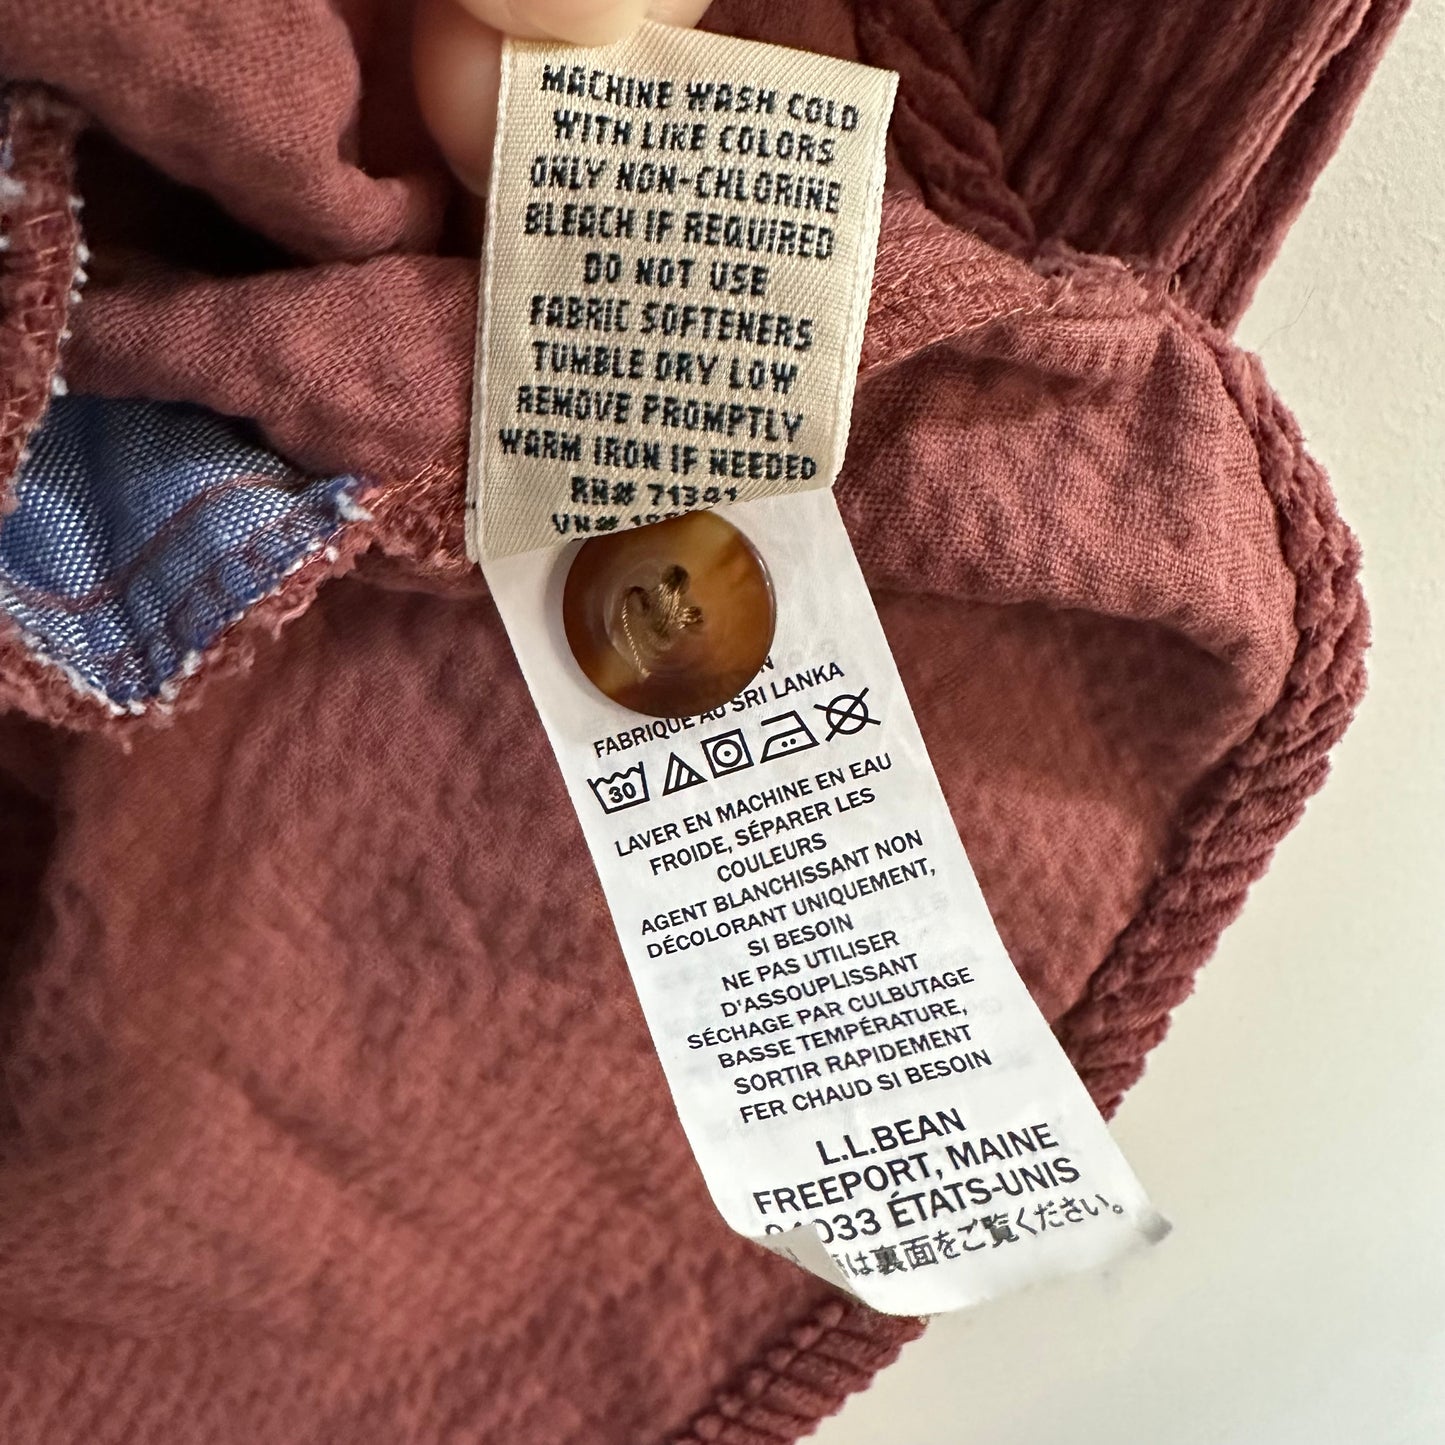 MACHINE WASH COLD
WITH LIKE COLORS
ONLY NON-CHLORINE
BLEACH IF REQUIRED
DO NOT USE
FABRIC SOFTENERS
TUMBLE DRY LOW
REMOVE PROMPTLY
WARM IRON IF NEEDED
RN# 71341
VN#
FABRIQUE AU SRI LANKA
30
LAVER EN MACHINE EN EAU
FROIDE, SÉPARER LES
COULEURS
AGENT BLANCHISSANT NON
DÉCOLORANT UNIQUEMENT,
SI BESOIN
NE PAS UTILISER
D'ASSOUPLISSANT
SÉCHAGE PAR CULBUTAGE
BASSE TEMPÉRATURE,
SORTIR RAPIDEMENT
FER CHAUD SI BESOIN
L.L.BEAN
FREEPORT, MAINE
ÉTATS-UNIS
は裏面をご覧ください。